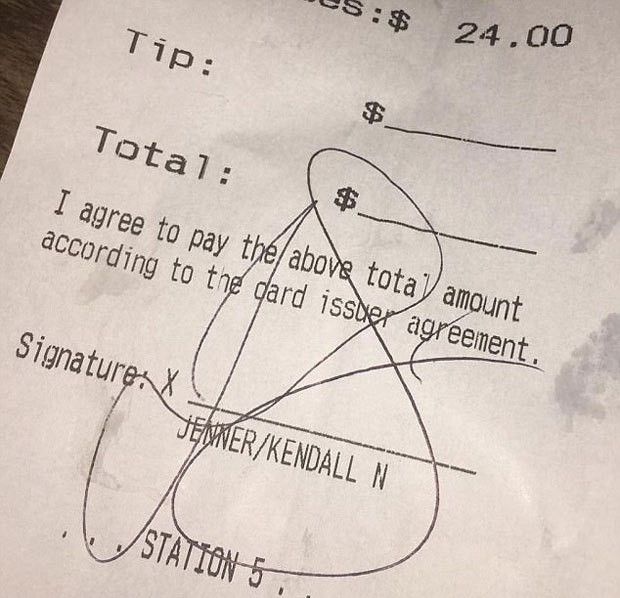 es:$ 24.00
Tip:
$
Total:
$
I agree to pay the above total amount
according to the card issuer agreement.
Signature: X
JENNER/KENDALL N
. . . STATION 5 . .